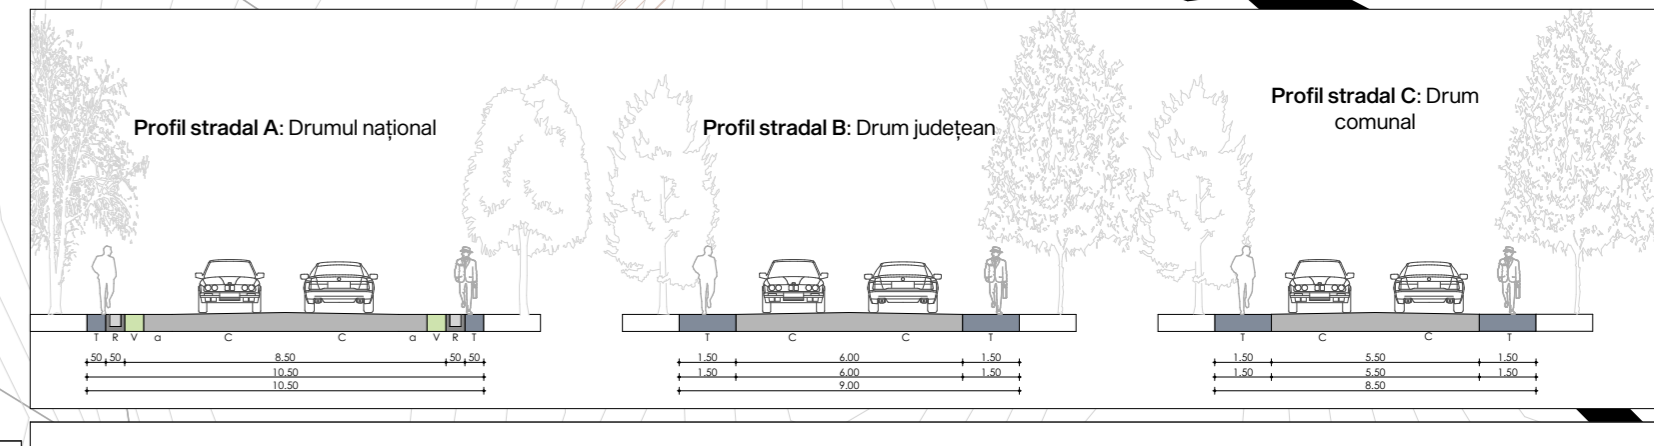 Profil stradal A: Drumul național
T R V a C C a V R T
50 50 8.50 50 50
10.50
10.50
Profil stradal B: Drum județean
T C C T
1.50 6.00 1.50
1.50 6.00 1.50
9.00
Profil stradal C: Drum
comunal
T C C T
1.50 5.50 1.50
1.50 5.50 1.50
8.50